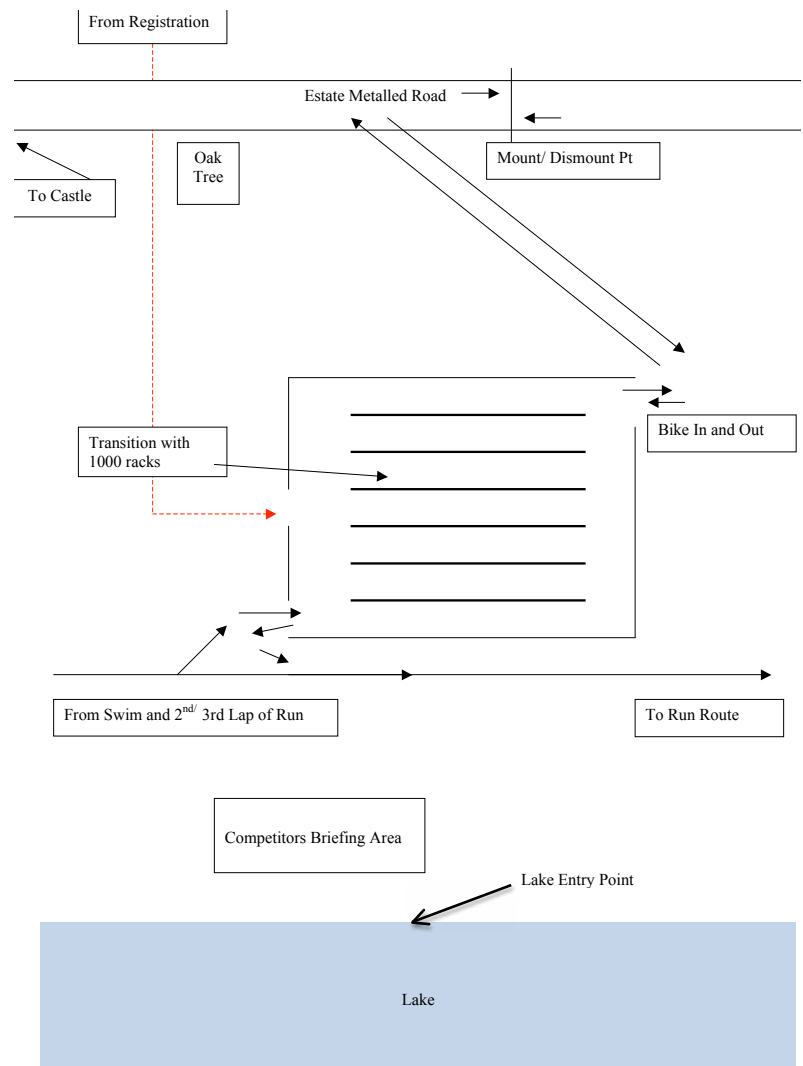 From Registration
Estate Metalled Road
Oak
Tree
Mount/ Dismount Pt
To Castle
Transition with
1000 racks
Bike In and Out
From Swim and 2nd/ 3rd Lap of Run
To Run Route
Competitors Briefing Area
Lake Entry Point
Lake